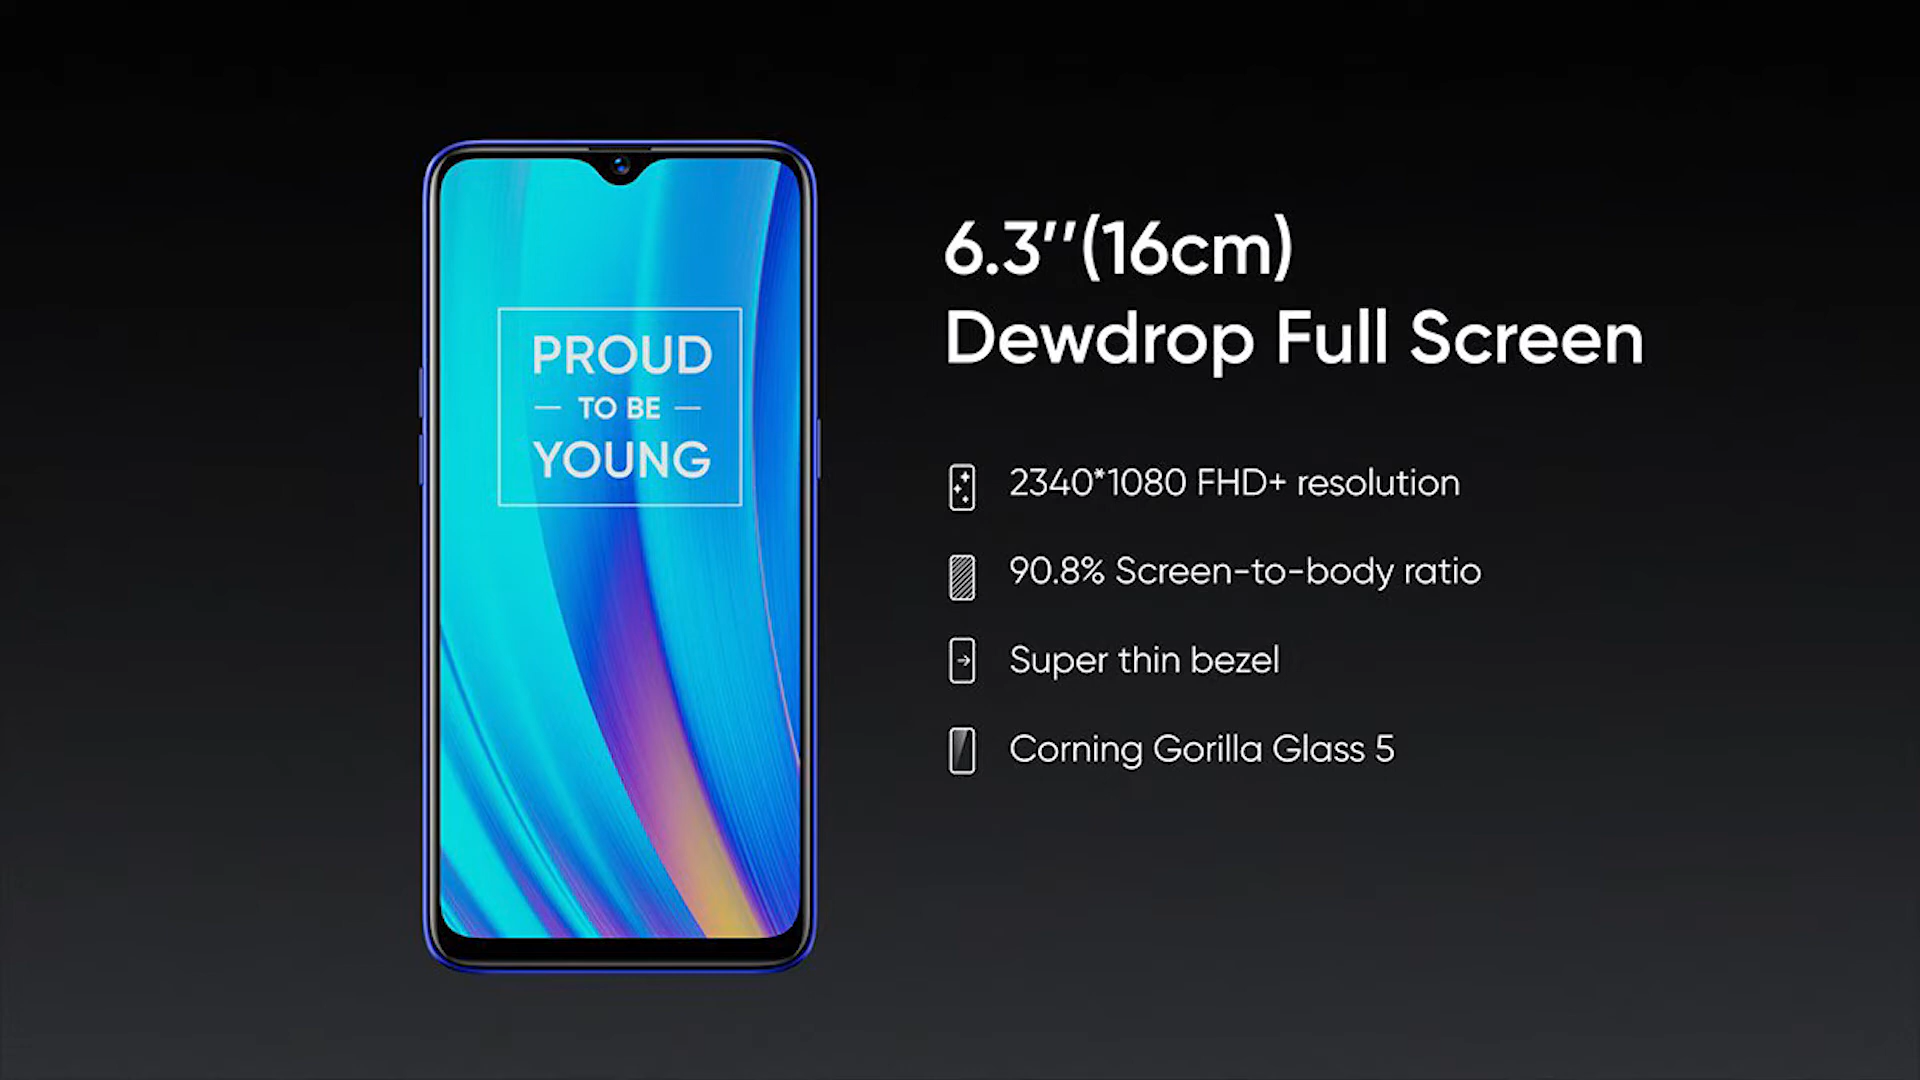 PROUD
— TO BE —
YOUNG
6.3′′(16cm)
Dewdrop Full Screen
2340*1080 FHD+ resolution
90.8% Screen-to-body ratio
Super thin bezel
Corning Gorilla Glass 5